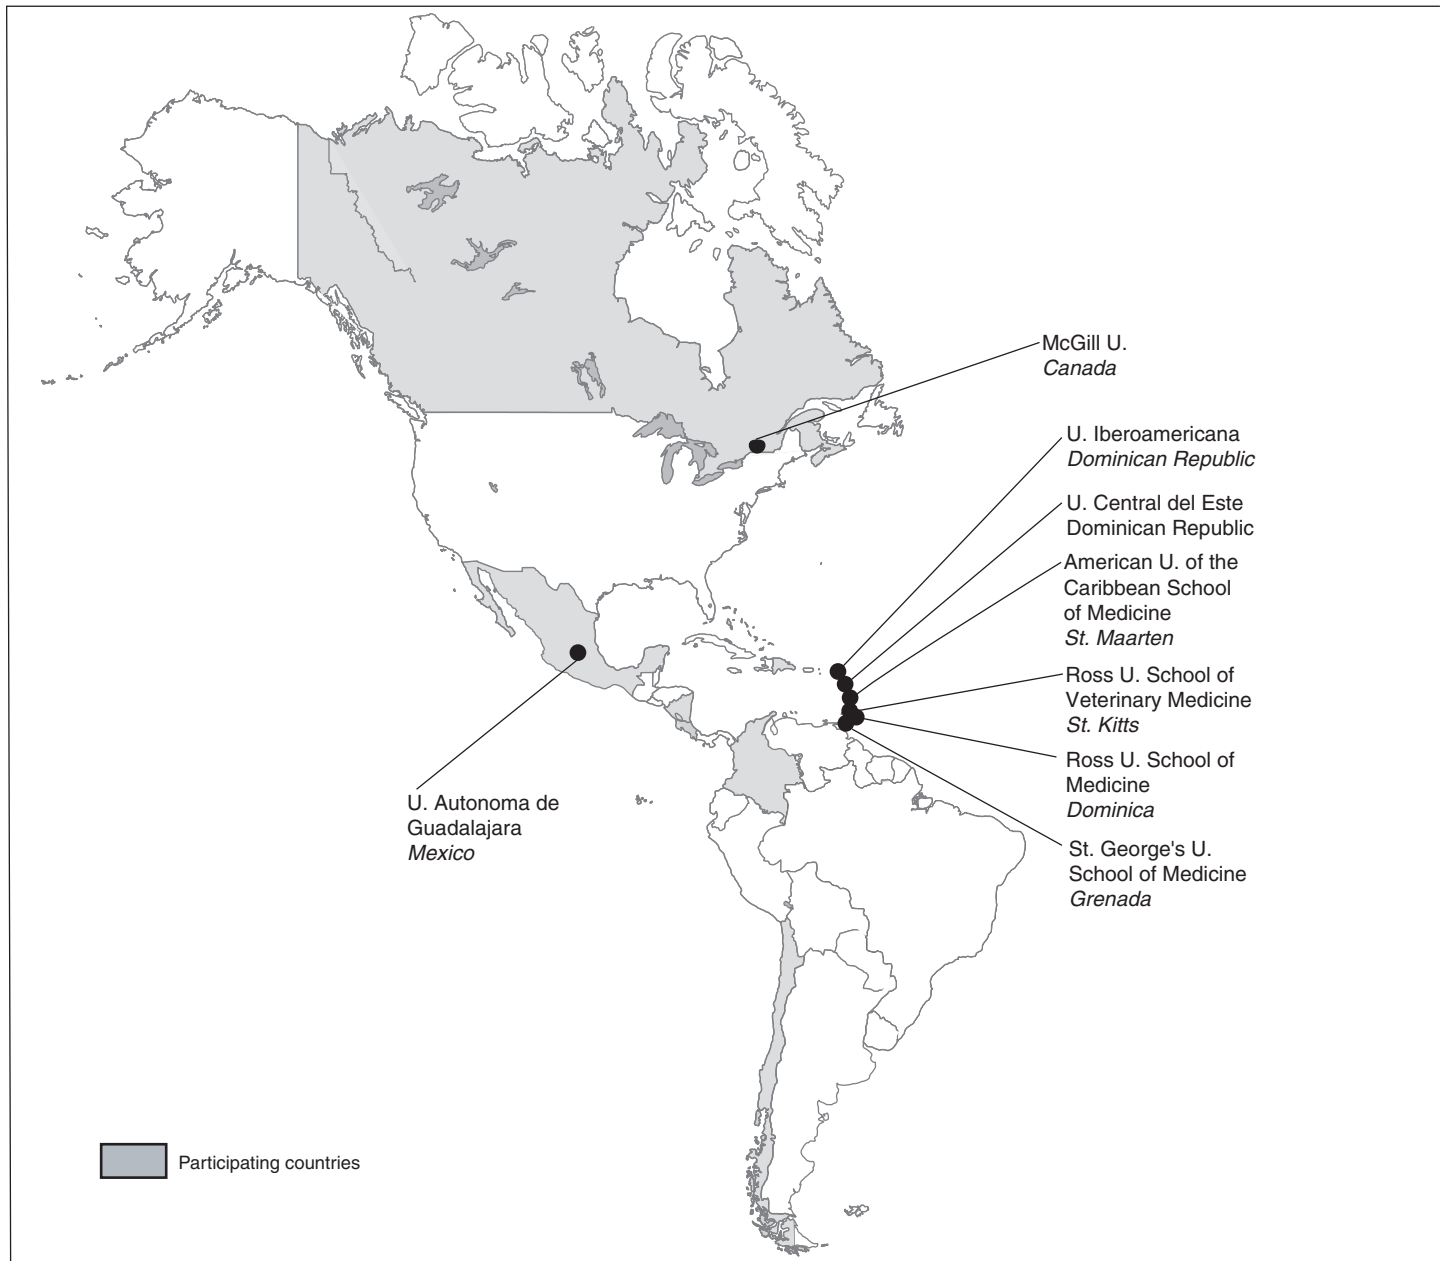 McGill U.
Canada
U. Iberoamericana
Dominican Republic
U. Central del Este
Dominican Republic
American U. of the
Caribbean School
of Medicine
St. Maarten
Ross U. School of
Veterinary Medicine
St. Kitts
Ross U. School of
Medicine
Dominica
U. Autonoma de
Guadalajara
Mexico
St. George's U.
School of Medicine
Grenada
Participating countries